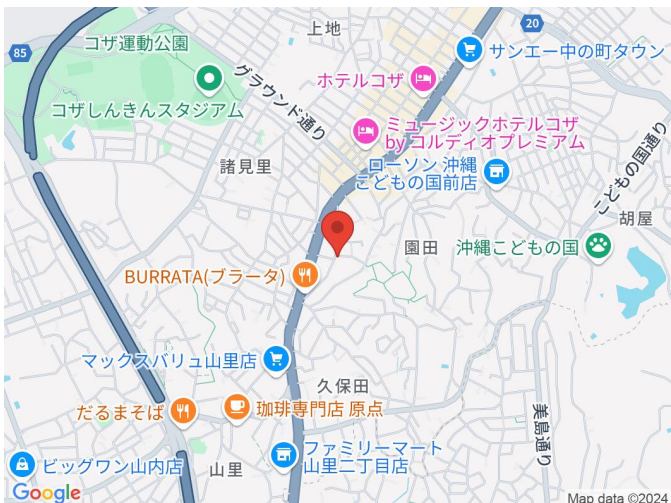 上地
20
85
コザ運動公園
サンエー中の町タウン
ホテルコザ
グラウンド通り
コザしんきんスタジアム
ミュージックホテルコザ
by コルディオプレミアム
諸見里
ローソン 沖縄
こどもの国前店
こどもの国通り
胡屋
園田
沖縄こどもの国
BURRATA(ブラータ)
マックスバリュ山里店
久保田
だるまそば
珈琲専門店 原点
美島通り
ファミリーマート
山里二丁目店
山里
ビッグワン山内店
Google
Map data ©2024